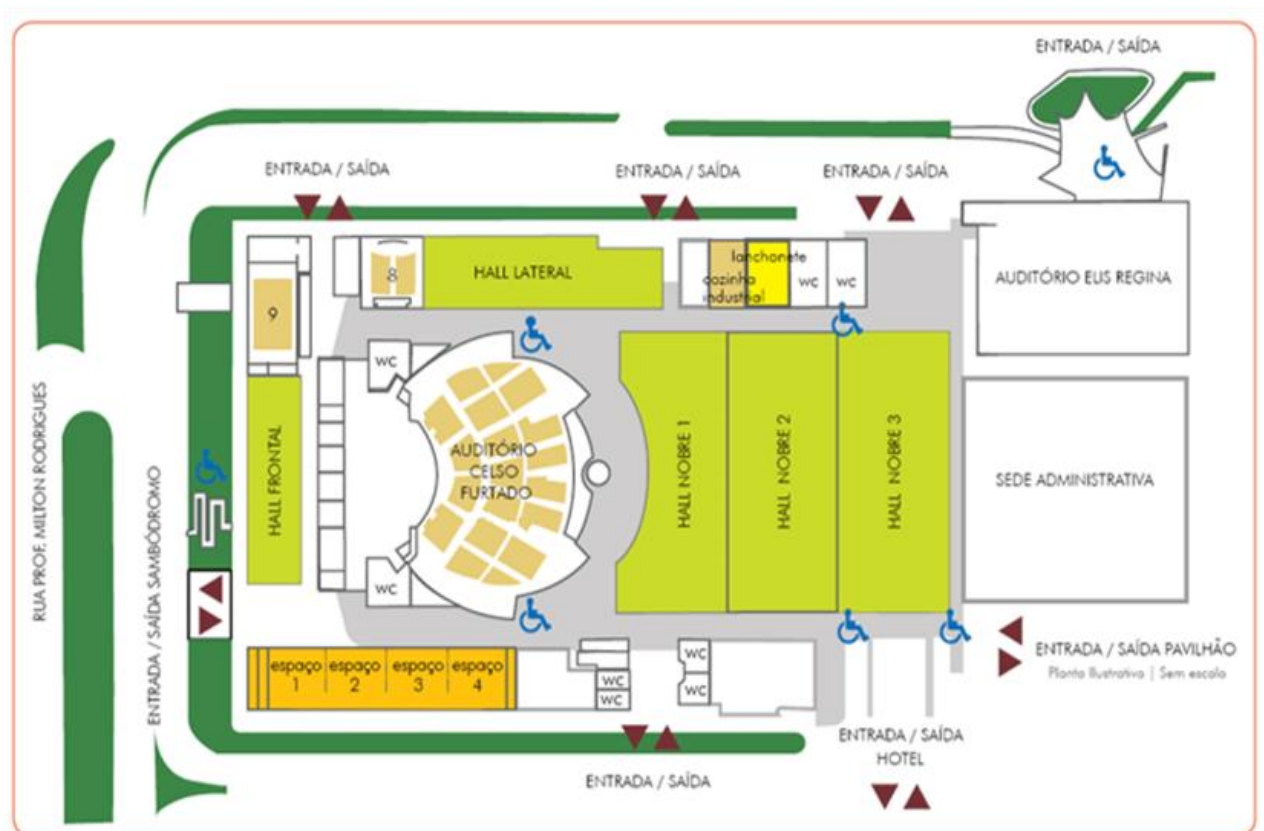 ENTRADA / SAÍDA
ENTRADA / SAÍDA
ENTRADA / SAÍDA
ENTRADA / SAÍDA
8
HALL LATERAL
lanchonete
cozinha
industrial
WC
WC
AUDITÓRIO ELIS REGINA
9
WC
RUA PROF. MILTON RODRIGUES
ENTRADA / SAÍDA SAMBÓDROMO
HALL FRONTAL
AUDITÓRIO
CELSO
FURTADO
HALL NOBRE 1
HALL NOBRE 2
HALL NOBRE 3
SEDE ADMINISTRATIVA
WC
espaço
1
espaço
2
espaço
3
espaço
4
WC
WC
WC
WC
ENTRADA / SAÍDA PAVILHÃO
Planta Ilustrativa | Sem escala
ENTRADA / SAÍDA
HOTEL
ENTRADA / SAÍDA